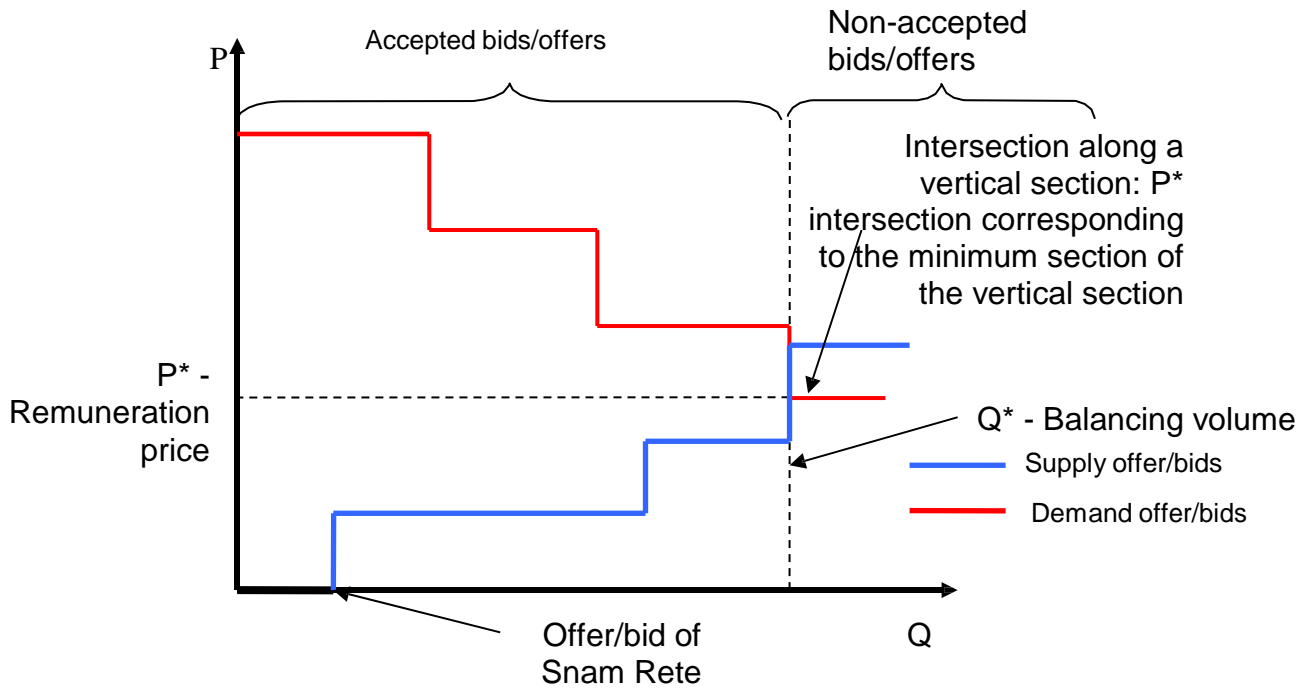 Accepted bids/offers
Non-accepted
bids/offers
P
Intersection along a
vertical section: P*
intersection corresponding
to the minimum section of
the vertical section
P* -
Remuneration
price
Q* - Balancing volume
Supply offer/bids
Demand offer/bids
Offer/bid of
Snam Rete
Q